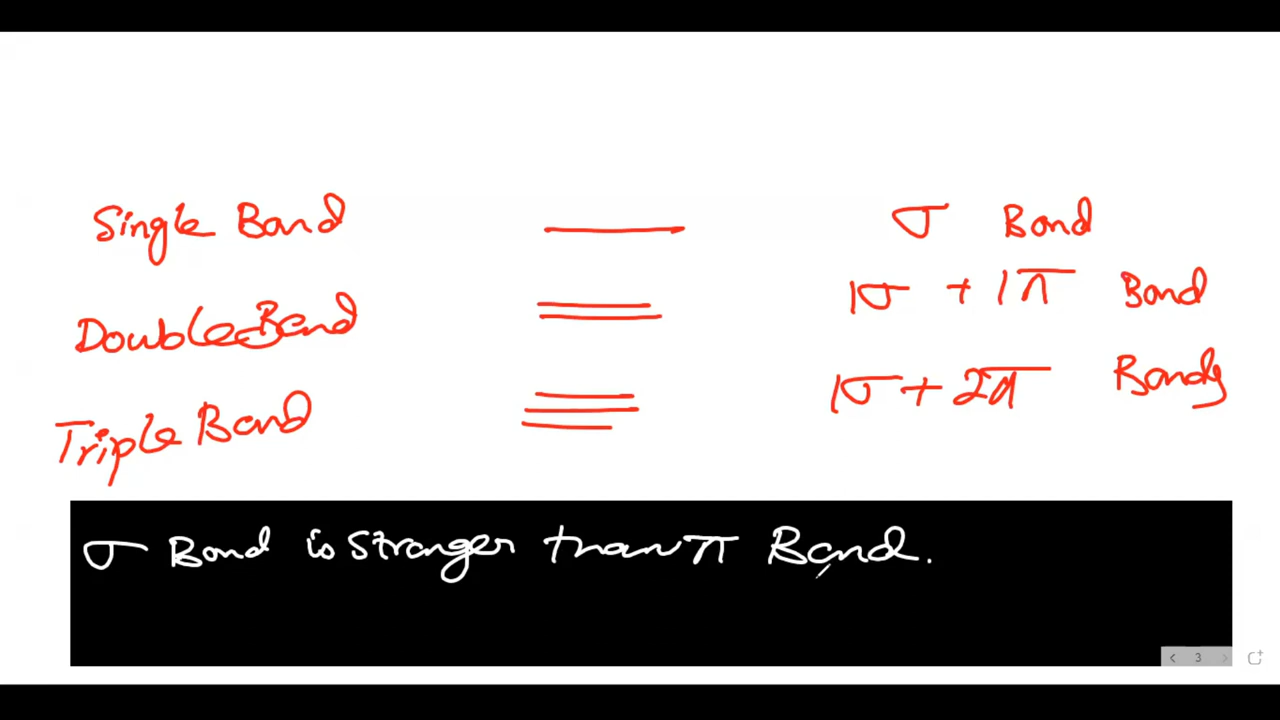 Single Bond σ Bond
Double Bond 1σ + 1π Bond
Triple Bond 1σ + 2π Bonds
σ Bond is stronger than π Bond.
3